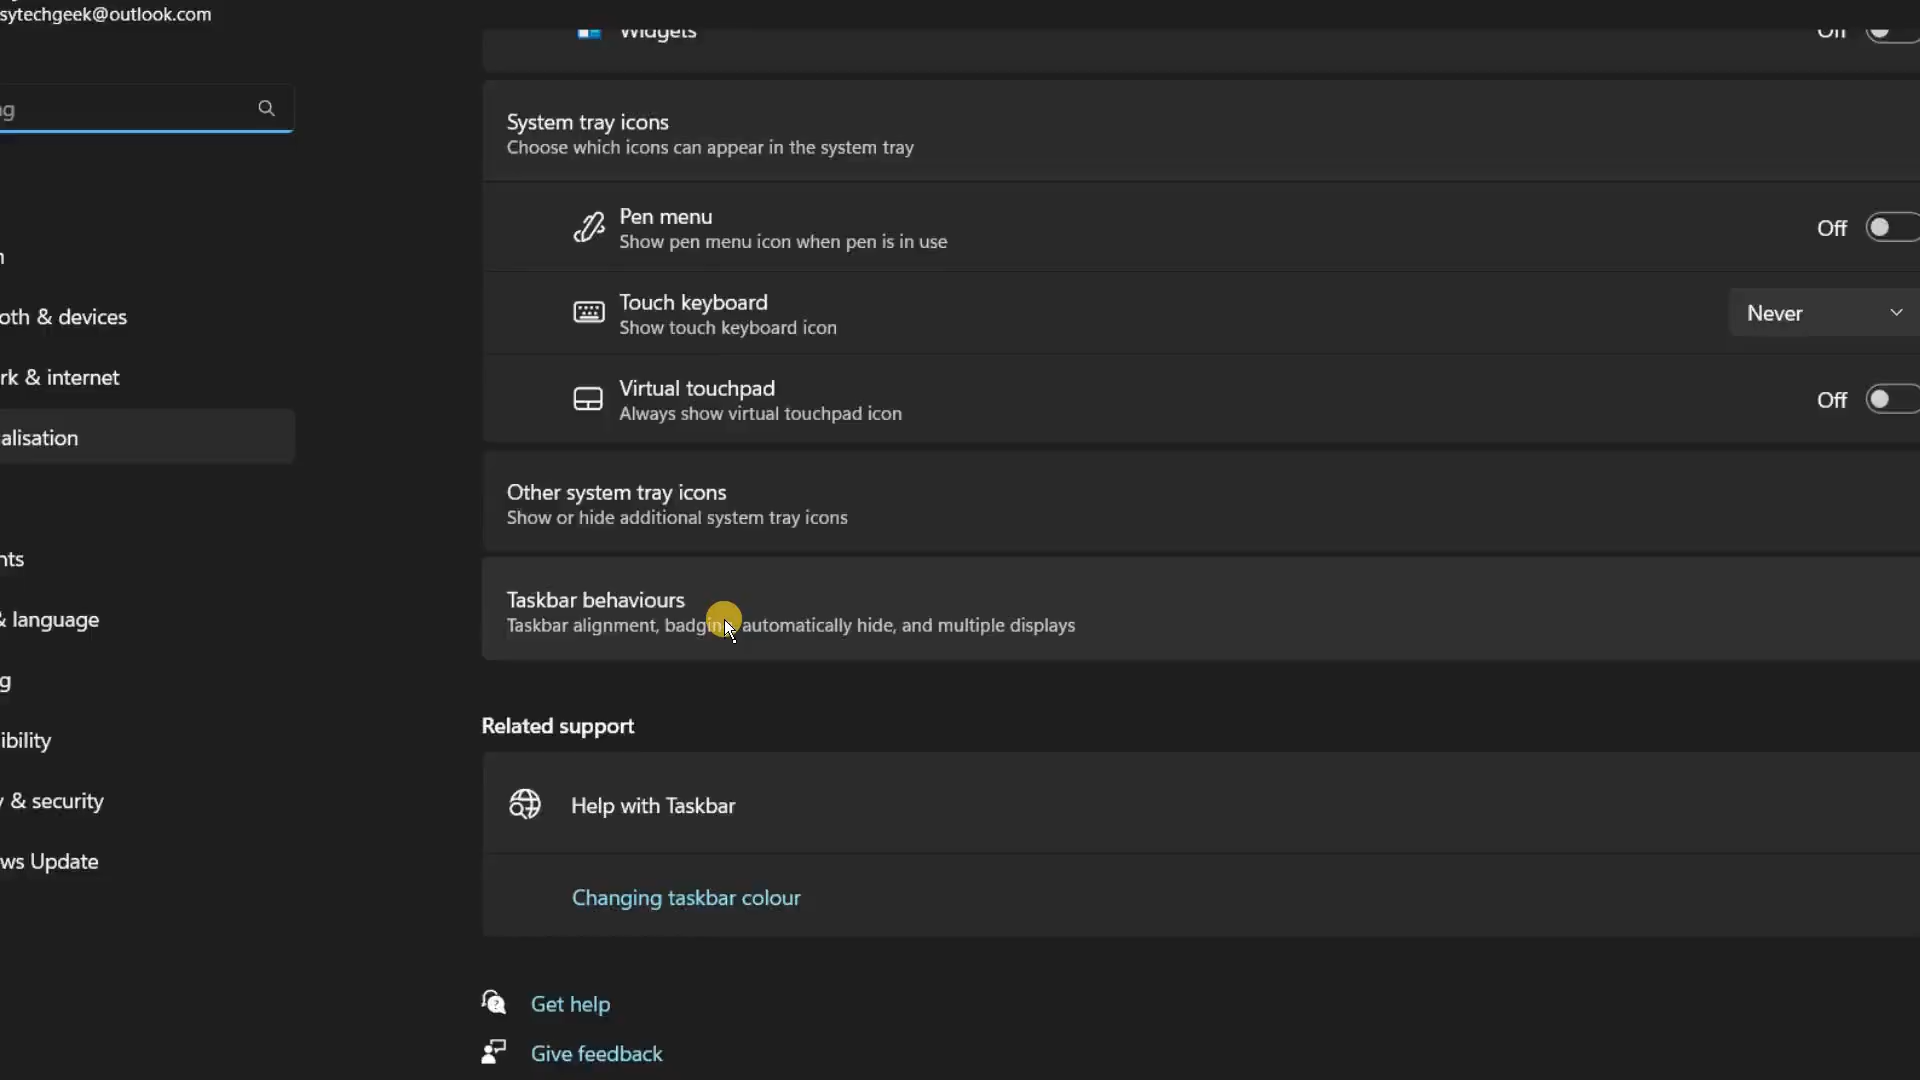 sytechgeek@outlook.com
Widgets
Off
System tray icons
Choose which icons can appear in the system tray
Pen menu
Show pen menu icon when pen is in use
Off
oth & devices
Touch keyboard
Show touch keyboard icon
Never
rk & internet
Virtual touchpad
Always show virtual touchpad icon
Off
alisation
Other system tray icons
Show or hide additional system tray icons
nts
Taskbar behaviours
Taskbar alignment, badging, automatically hide, and multiple displays
& language
g
Related support
ibility
Help with Taskbar
y & security
ws Update
Changing taskbar colour
Get help
Give feedback